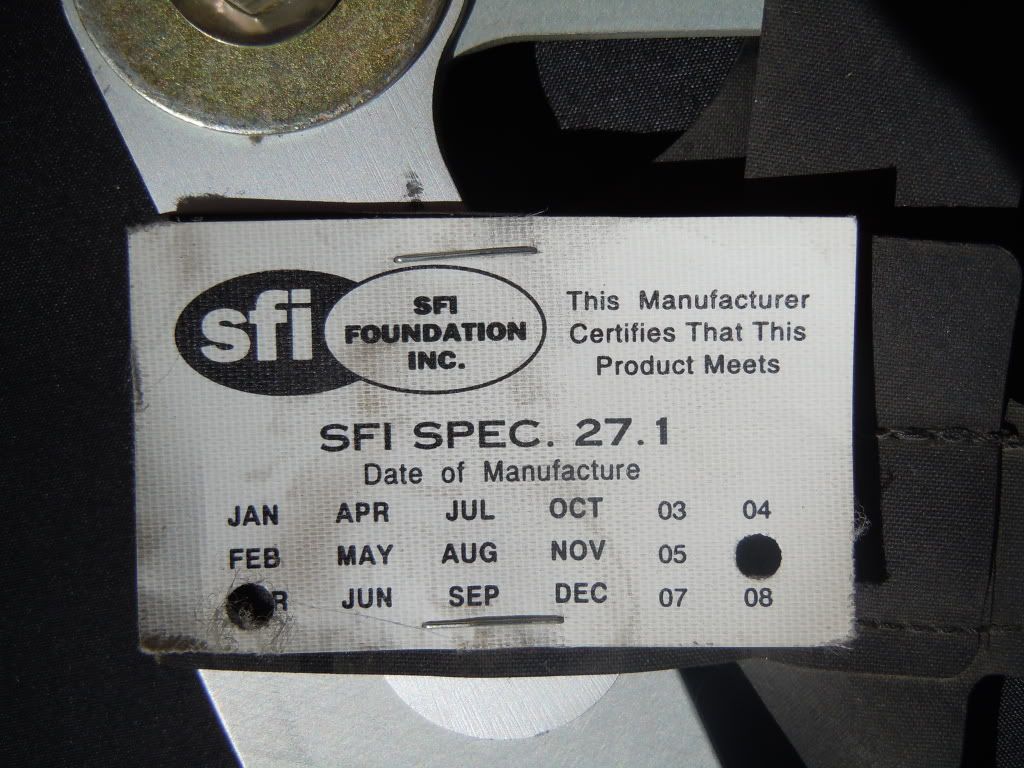 sfi
SFI
FOUNDATION
INC.
This Manufacturer
Certifies That This
Product Meets
SFI SPEC. 27.1
Date of Manufacture
JAN APR JUL OCT 03 04
FEB MAY AUG NOV 05
R JUN SEP DEC 07 08